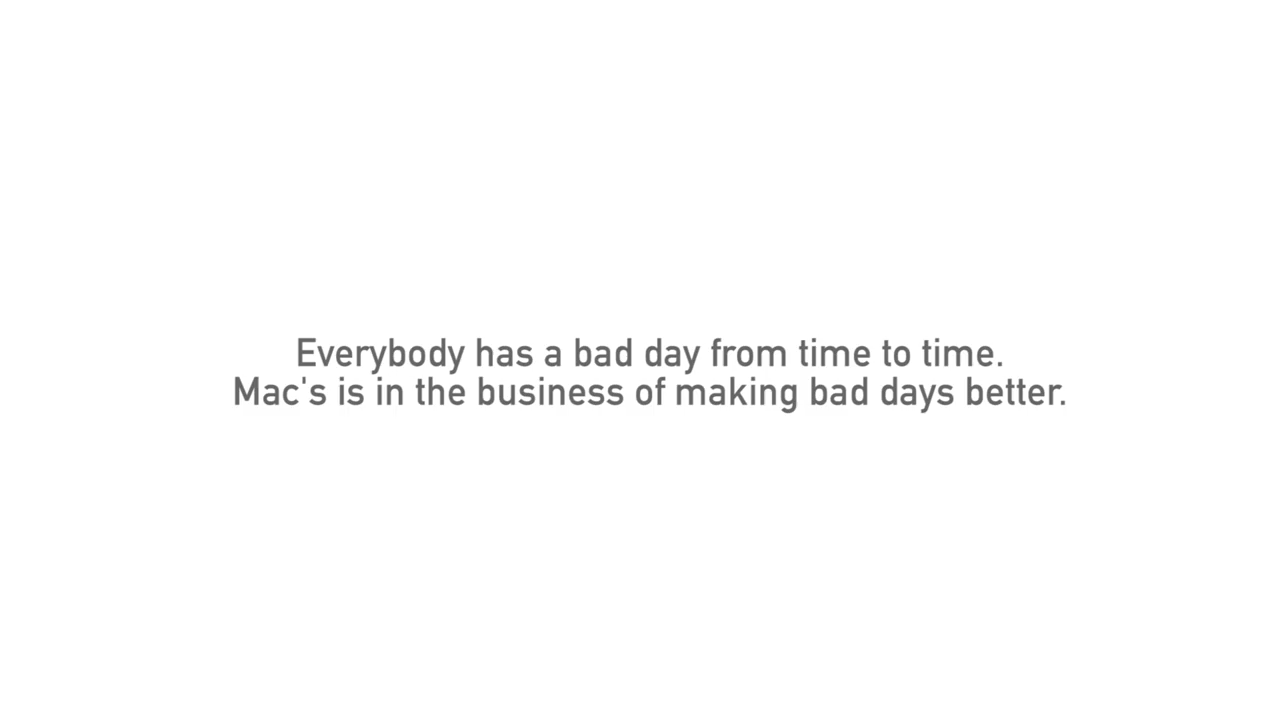 Everybody has a bad day from time to time.
Mac's is in the business of making bad days better.